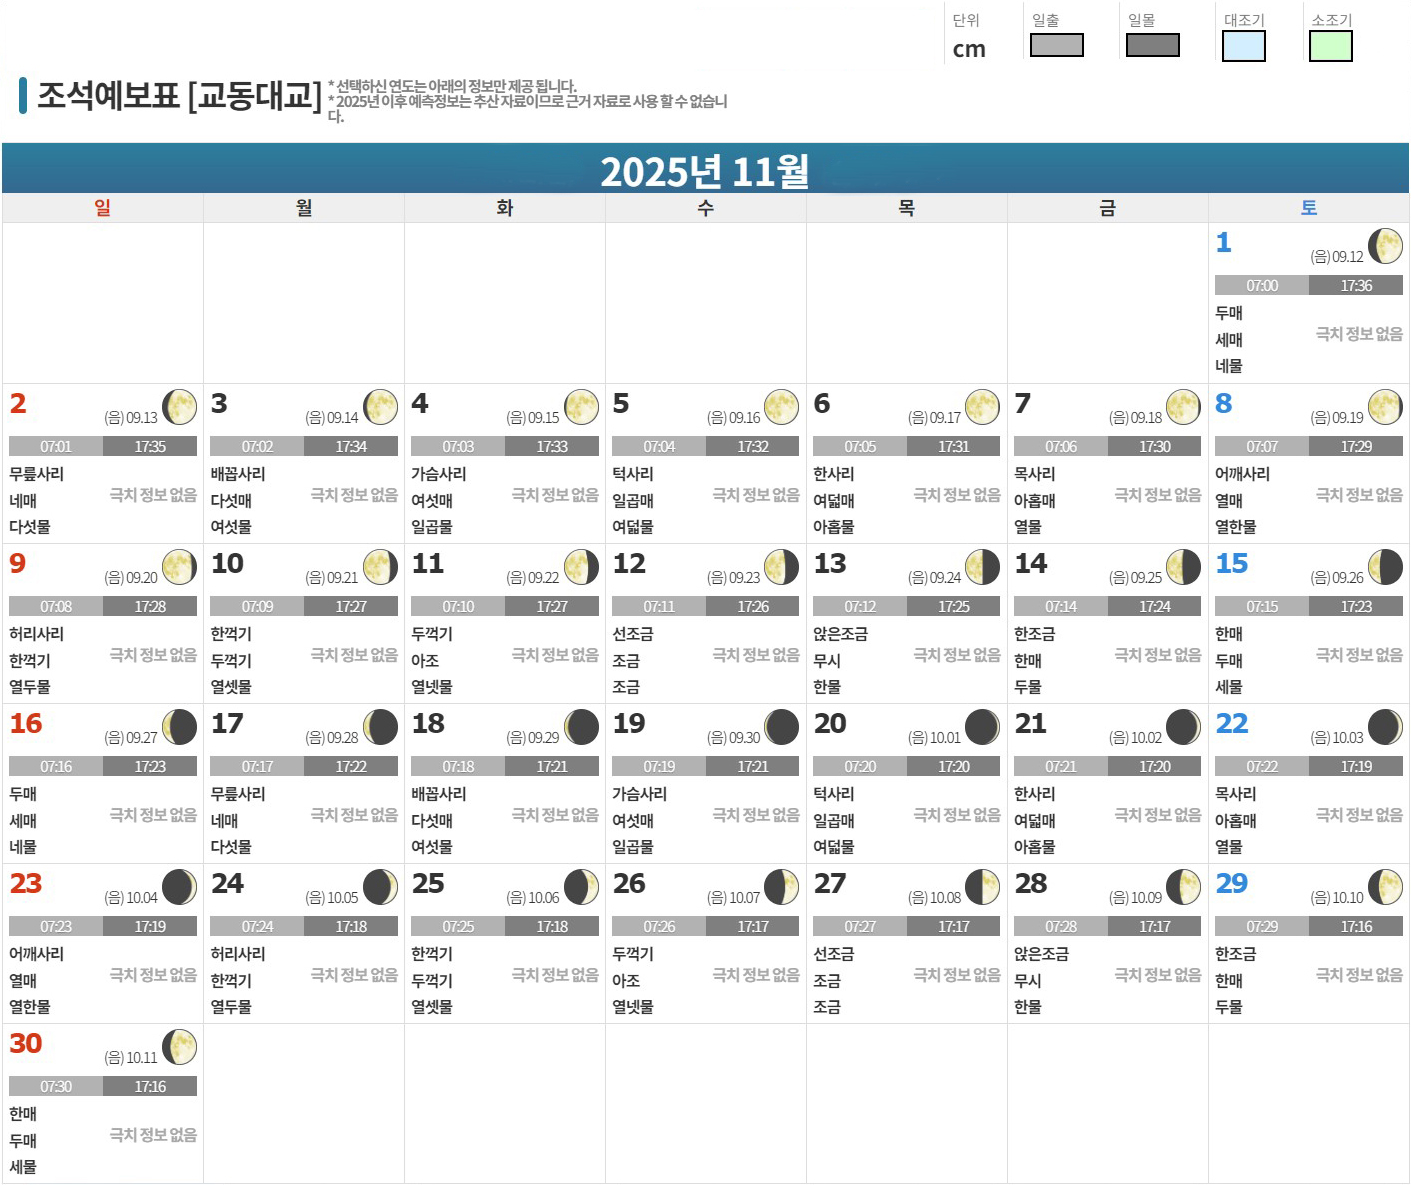 단위 일출 일몰 대조기 소조기
cm
조석예보표 [교동대교]
* 선택하신 연도는 아래의 정보만 제공 됩니다.
* 2025년 이후 예측정보는 추산 자료이므로 근거 자료로 사용 할 수 없습니
다.
2025년 11월
일 월 화 수 목 금 토
1
(음) 09.12
07:00 17:36
두매
세매
네물
극치 정보 없음
2
(음) 09.13
07:01 17:35
무릎사리
네매
다섯물
극치 정보 없음
3
(음) 09.14
07:02 17:34
배꼽사리
다섯매
여섯물
극치 정보 없음
4
(음) 09.15
07:03 17:33
가슴사리
여섯매
일곱물
극치 정보 없음
5
(음) 09.16
07:04 17:32
턱사리
일곱매
여덟물
극치 정보 없음
6
(음) 09.17
07:05 17:31
한사리
여덟매
아홉물
극치 정보 없음
7
(음) 09.18
07:06 17:30
목사리
아홉매
열물
극치 정보 없음
8
(음) 09.19
07:07 17:29
어깨사리
열매
열한물
극치 정보 없음
9
(음) 09.20
07:08 17:28
허리사리
한꺽기
열두물
극치 정보 없음
10
(음) 09.21
07:09 17:27
한꺽기
두꺽기
열셋물
극치 정보 없음
11
(음) 09.22
07:10 17:27
두꺽기
아조
열넷물
극치 정보 없음
12
(음) 09.23
07:11 17:26
선조금
조금
조금
극치 정보 없음
13
(음) 09.24
07:12 17:25
앉은조금
무시
한물
극치 정보 없음
14
(음) 09.25
07:14 17:24
한조금
한매
두물
극치 정보 없음
15
(음) 09.26
07:15 17:23
한매
두매
세물
극치 정보 없음
16
(음) 09.27
07:16 17:23
두매
세매
네물
극치 정보 없음
17
(음) 09.28
07:17 17:22
무릎사리
네매
다섯물
극치 정보 없음
18
(음) 09.29
07:18 17:21
배꼽사리
다섯매
여섯물
극치 정보 없음
19
(음) 09.30
07:19 17:21
가슴사리
여섯매
일곱물
극치 정보 없음
20
(음) 10.01
07:20 17:20
턱사리
일곱매
여덟물
극치 정보 없음
21
(음) 10.02
07:21 17:20
한사리
여덟매
아홉물
극치 정보 없음
22
(음) 10.03
07:22 17:19
목사리
아홉매
열물
극치 정보 없음
23
(음) 10.04
07:23 17:19
어깨사리
열매
열한물
극치 정보 없음
24
(음) 10.05
07:24 17:18
허리사리
한꺽기
열두물
극치 정보 없음
25
(음) 10.06
07:25 17:18
한꺽기
두꺽기
열셋물
극치 정보 없음
26
(음) 10.07
07:26 17:17
두꺽기
아조
열넷물
극치 정보 없음
27
(음) 10.08
07:27 17:17
선조금
조금
조금
극치 정보 없음
28
(음) 10.09
07:28 17:17
앉은조금
무시
한물
극치 정보 없음
29
(음) 10.10
07:29 17:16
한조금
한매
두물
극치 정보 없음
30
(음) 10.11
07:30 17:16
한매
두매
세물
극치 정보 없음